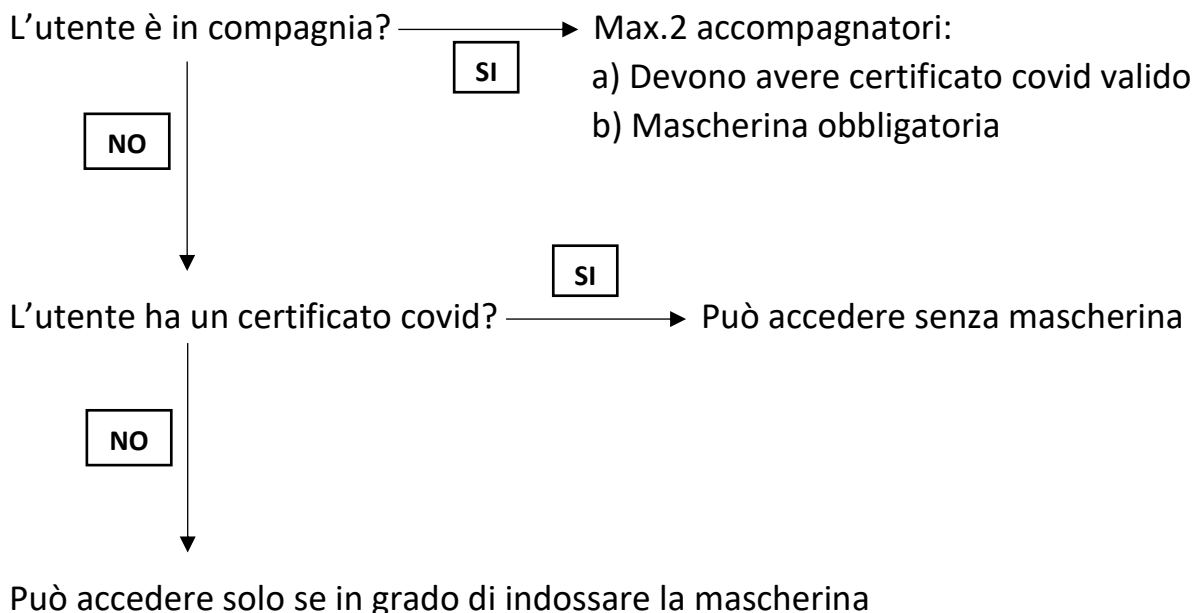 L’utente è in compagnia?
SI
Max.2 accompagnatori:
a) Devono avere certificato covid valido
b) Mascherina obbligatoria
NO
L’utente ha un certificato covid?
SI
Può accedere senza mascherina
NO
Può accedere solo se in grado di indossare la mascherina